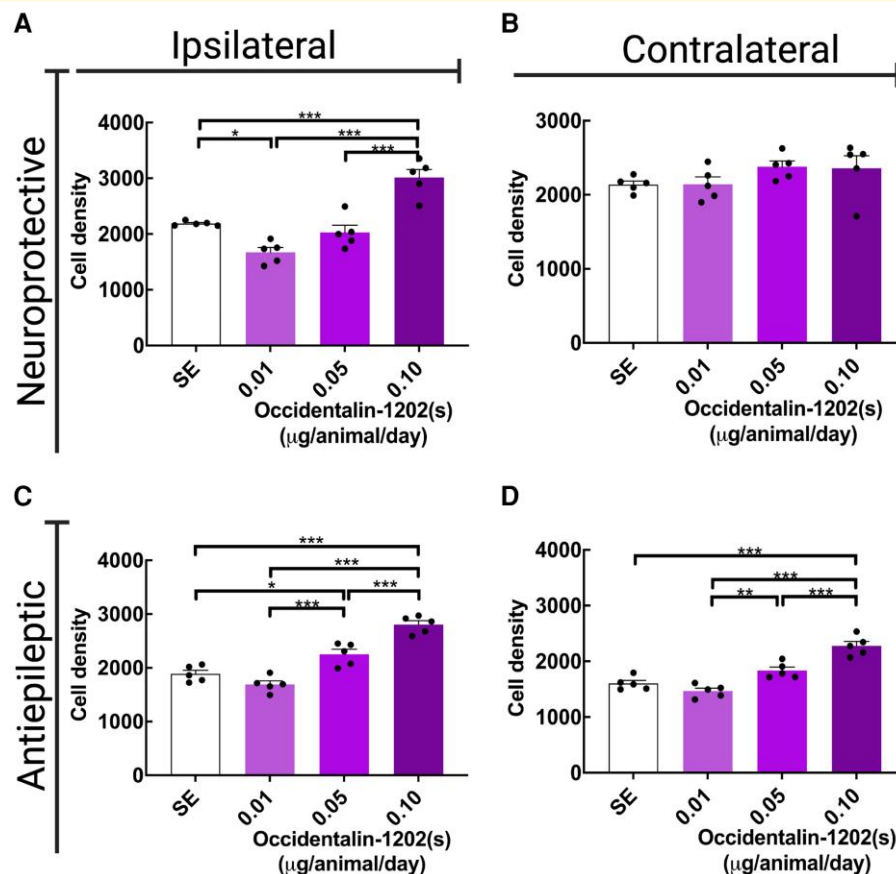 A
B
Ipsilateral
Contralateral
Neuroprotective
Cell density
4000
3000
2000
1000
0
***
*
***
***
SE
0.01
0.05
0.10
Occidentalin-1202(s)
(μg/animal/day)
Cell density
3000
2000
1000
0
SE
0.01
0.05
0.10
Occidentalin-1202(s)
(μg/animal/day)
C
D
Antiepileptic
Cell density
4000
3000
2000
1000
0
***
***
*
***
***
SE
0.01
0.05
0.10
Occidentalin-1202(s)
(μg/animal/day)
Cell density
4000
3000
2000
1000
0
***
***
**
***
SE
0.01
0.05
0.10
Occidentalin-1202(s)
(μg/animal/day)